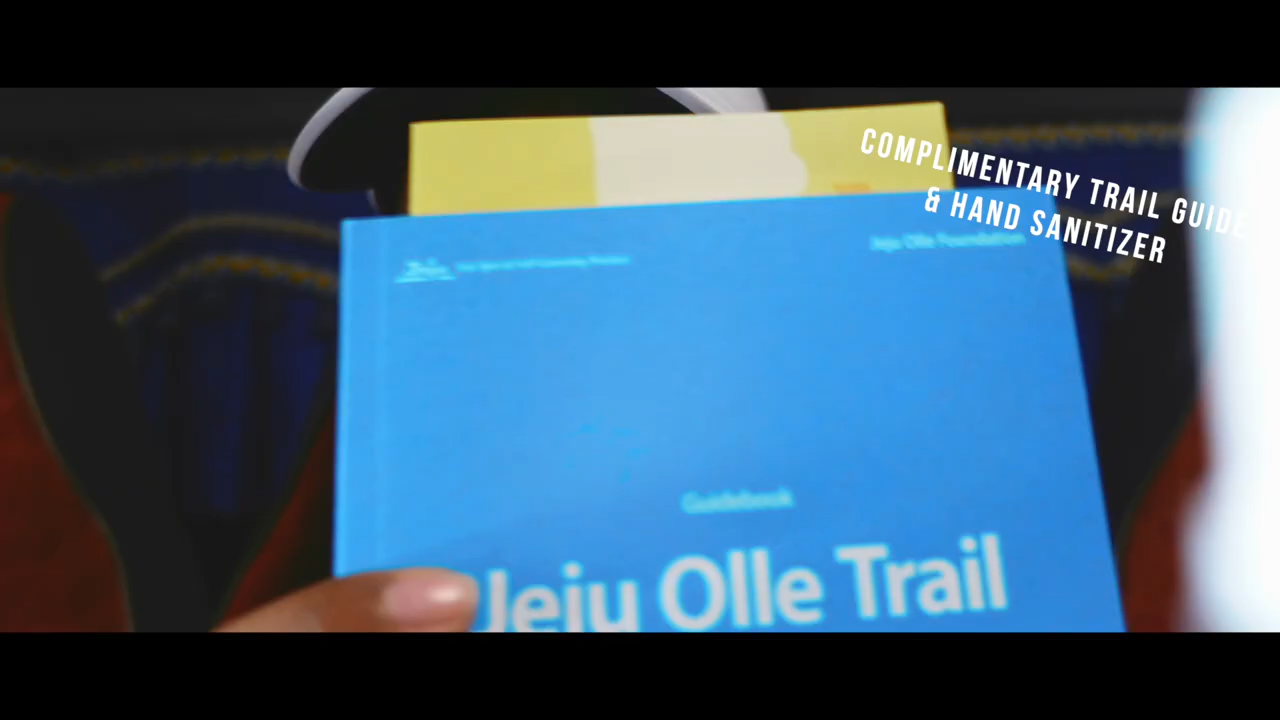 COMPLIMENTARY TRAIL GUIDE
& HAND SANITIZER
Jeju Olle Foundation
Guidebook
Jeju Olle Trail